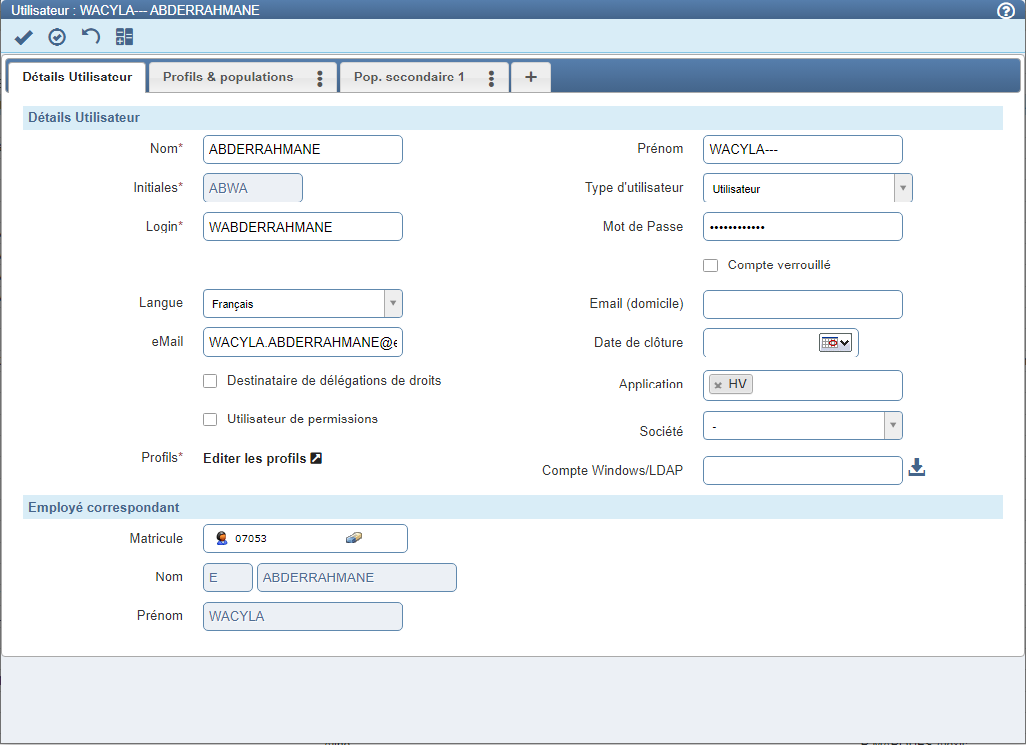 Utilisateur : WACYLA--- ABDERRAHMANE
Détails Utilisateur
Profils & populations
Pop. secondaire 1
+
Détails Utilisateur
Nom* ABDERRAHMANE
Prénom WACYLA---
Initiales* ABWA
Type d'utilisateur Utilisateur
Login* WABDERRAHMANE
Mot de Passe ••••••••••••
Compte verrouillé
Langue Français
Email (domicile)
eMail WACYLA.ABDERRAHMANE@
Date de clôture
Destinataire de délégations de droits
Application HV
Utilisateur de permissions
Société -
Profils* Editer les profils
Compte Windows/LDAP
Employé correspondant
Matricule 07053
Nom E ABDERRAHMANE
Prénom WACYLA